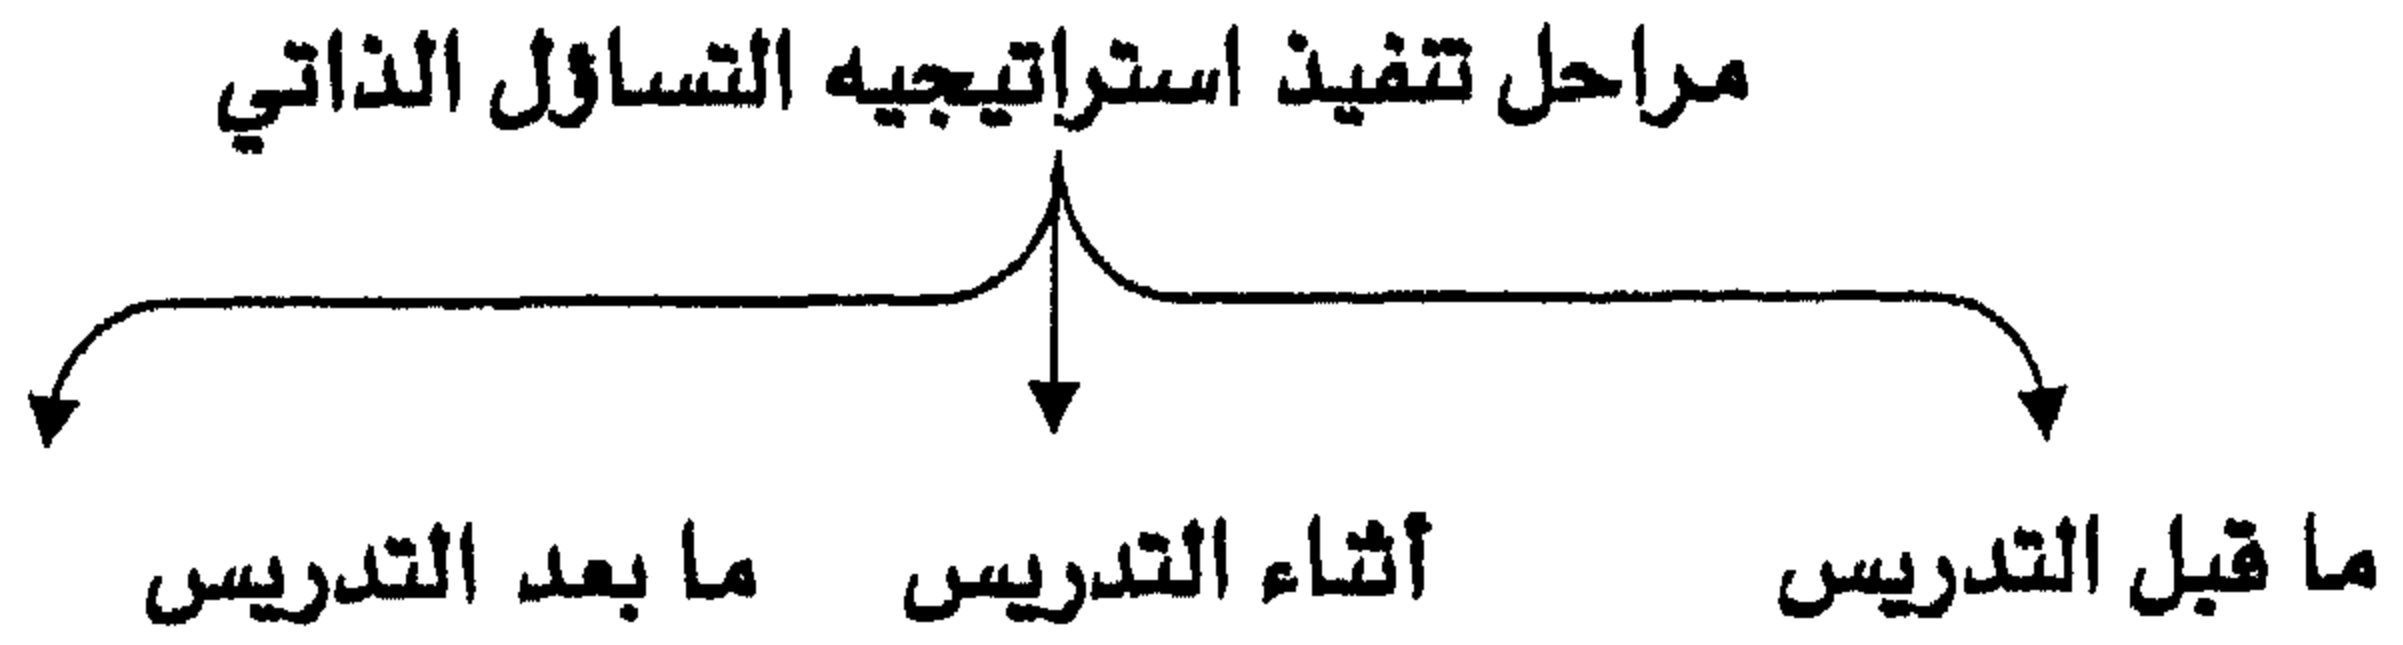 مراحل تنفيذ استراتيجيه التساؤل الذاتي
ما قبل التدريس أثناء التدريس ما بعد التدريس